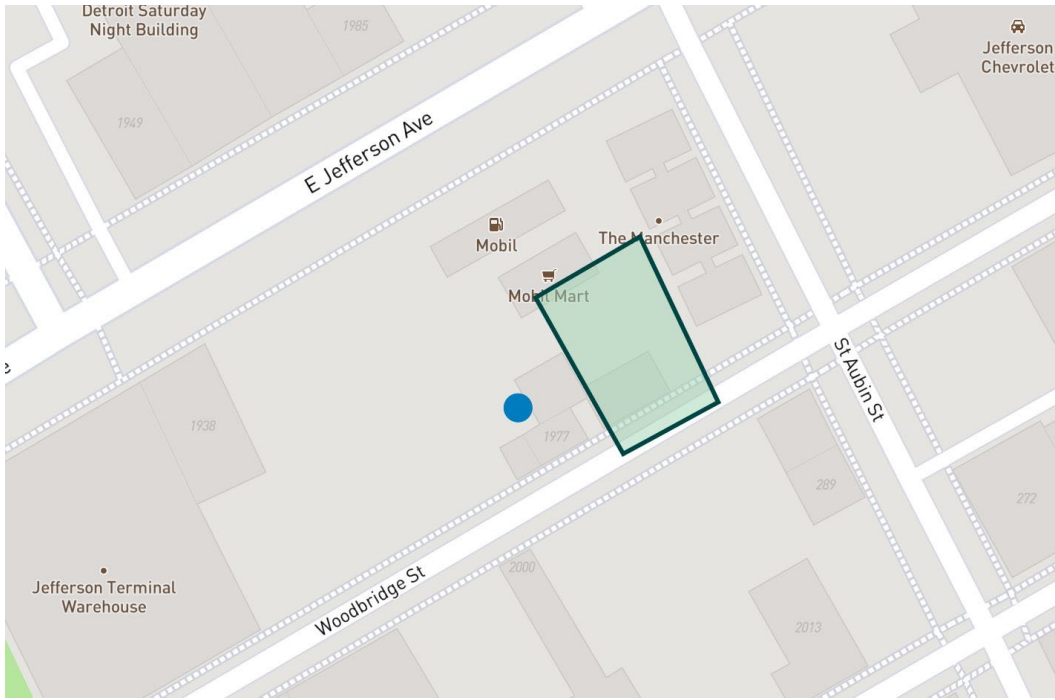 Detroit Saturday
Night Building
1985
Jefferson
Chevrolet
1949
E Jefferson Ave
Mobil
The Manchester
Mobil Mart
e
St Aubin St
1938
1977
289
272
Jefferson Terminal
Warehouse
Woodbridge St
2000
2013